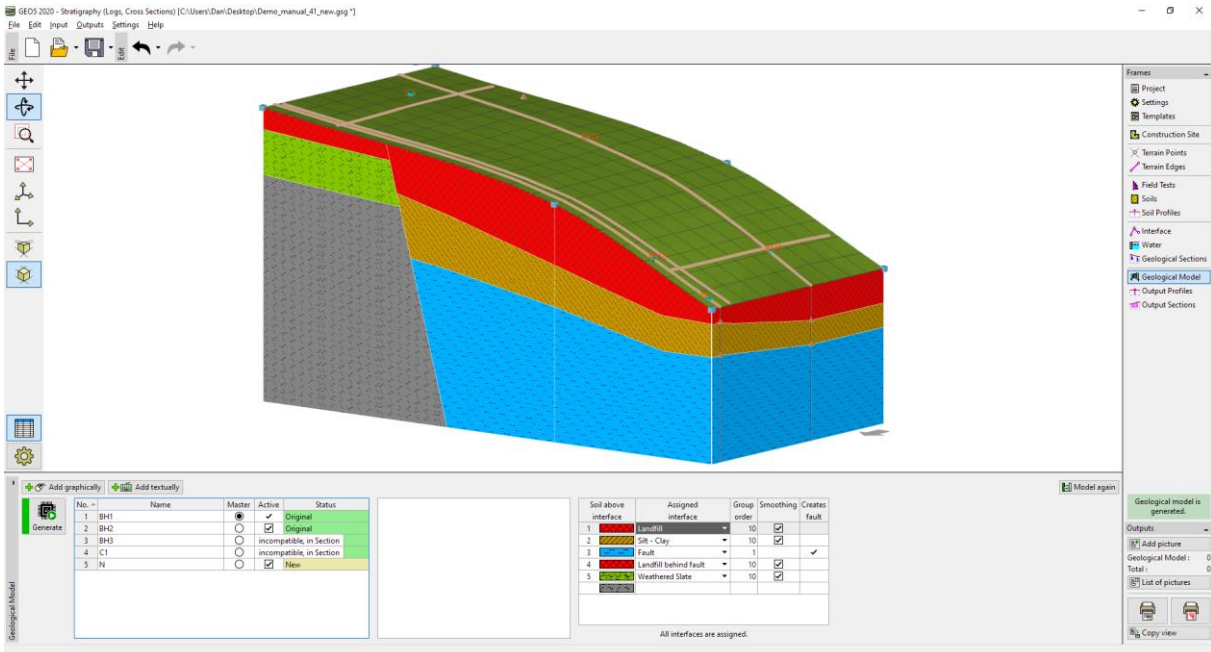 GEO5 2020 - Stratigraphy (Logs, Cross Sections) [C:\Users\Dan\Desktop\Demo_manual_41_new.gsg *]
File Edit Input Outputs Settings Help
File
Edit
Frames
Project
Settings
Templates
Construction Site
Terrain Points
Terrain Edges
Field Tests
Soils
Soil Profiles
Interface
Water
Geological Sections
Geological Model
Output Profiles
Output Sections
Add graphically Add textually
Model again
Generate
No. Name Master Active Status
1 BH1 Original
2 BH2 Original
3 BH3 incompatible, in Section
4 C1 incompatible, in Section
5 N New
Soil above interface Assigned interface Group order Smoothing Creates fault
1 Landfill 10
2 Silt - Clay 10
3 Fault 1
4 Landfill behind fault 10
5 Weathered Slate 10
All interfaces are assigned.
Geological Model
Geological model is generated.
Outputs
Add picture
Geological Model : 0
Total : 0
List of pictures
Copy view